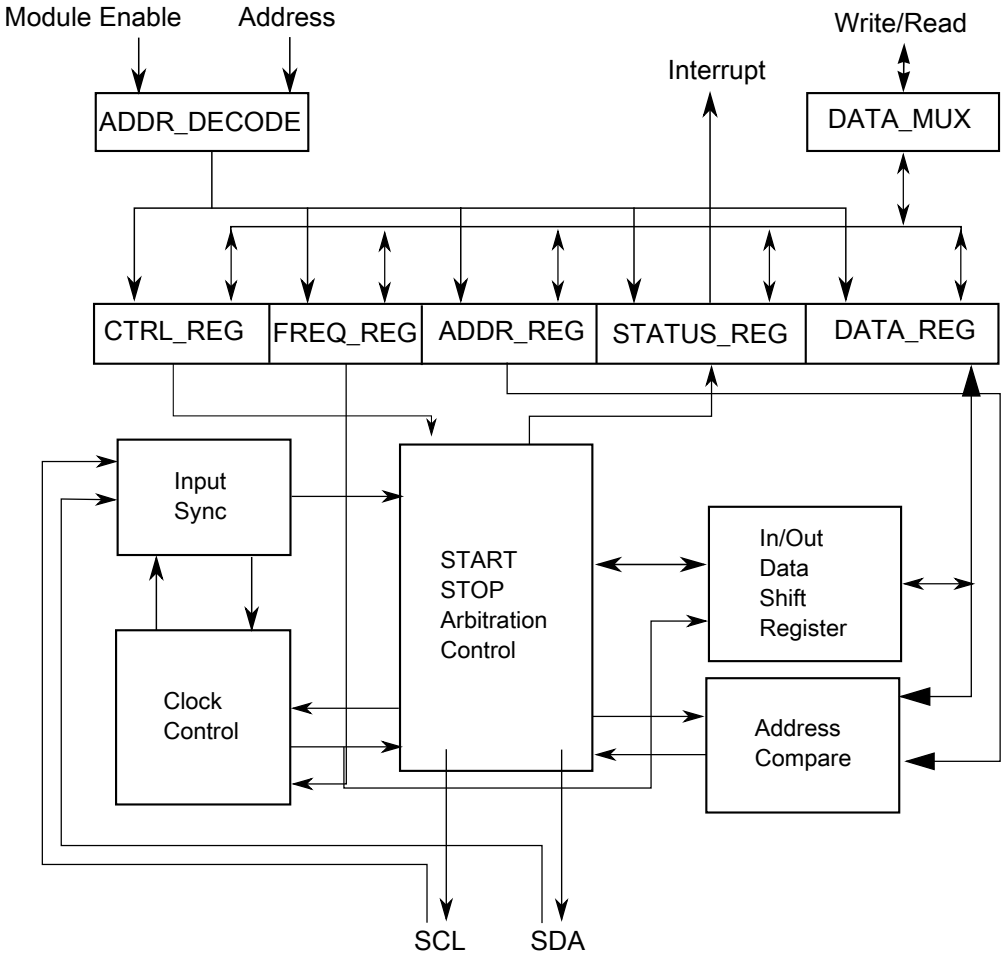 Module Enable
Address
Write/Read
Interrupt
ADDR_DECODE
DATA_MUX
CTRL_REG
FREQ_REG
ADDR_REG
STATUS_REG
DATA_REG
Input
Sync
START
STOP
Arbitration
Control
In/Out
Data
Shift
Register
Clock
Control
Address
Compare
SCL
SDA